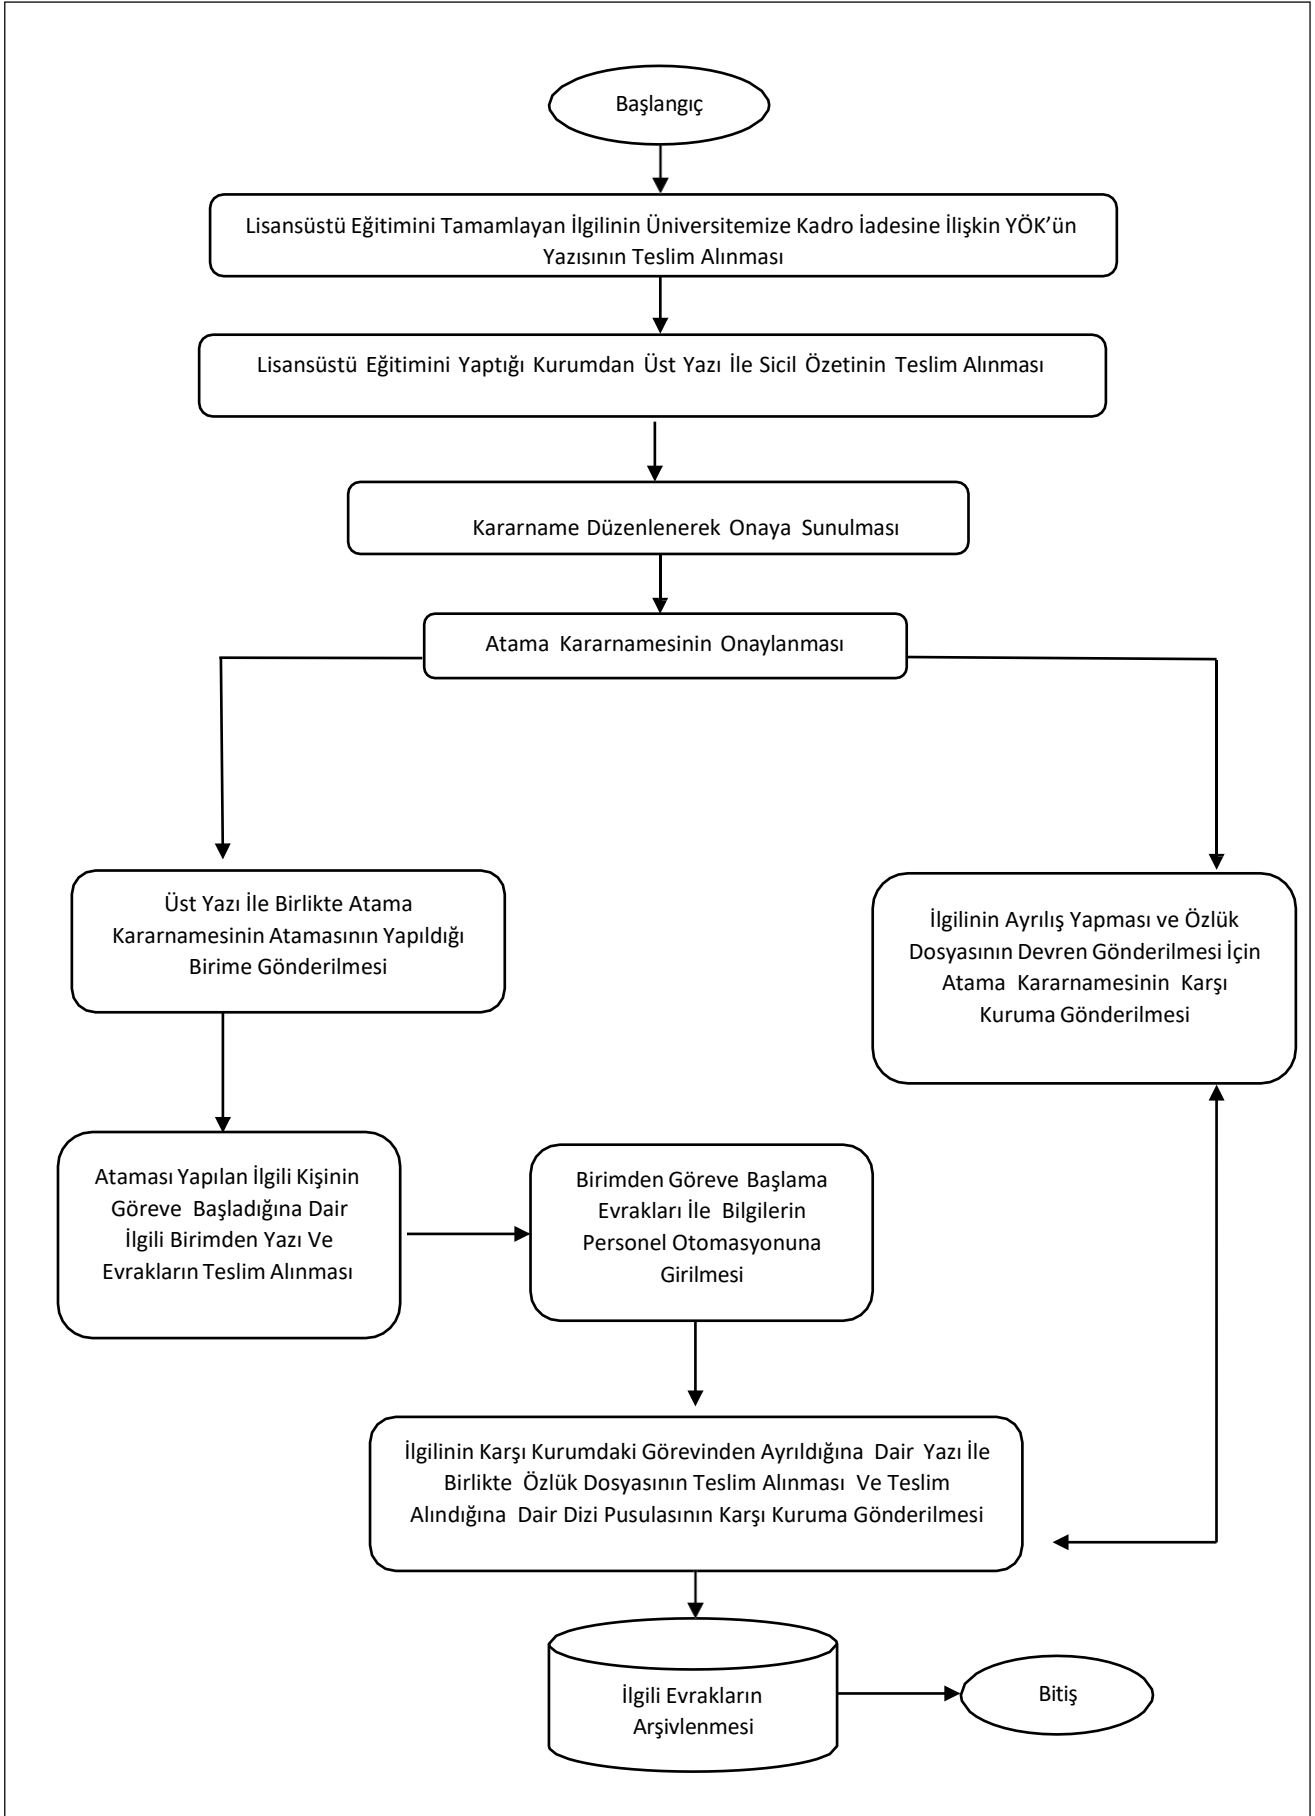 Başlangıç
Lisansüstü Eğitimini Tamamlayan İlgilinin Üniversitemize Kadro İadesine İlişkin YÖK’ün
Yazısının Teslim Alınması
Lisansüstü Eğitimini Yaptığı Kurumdan Üst Yazı İle Sicil Özetinin Teslim Alınması
Kararname Düzenlenerek Onaya Sunulması
Atama Kararnamesinin Onaylanması
Üst Yazı İle Birlikte Atama
Kararnamesinin Atamasının Yapıldığı
Birime Gönderilmesi
İlgilinin Ayrılış Yapması ve Özlük
Dosyasının Devren Gönderilmesi İçin
Atama Kararnamesinin Karşı
Kuruma Gönderilmesi
Ataması Yapılan İlgili Kişinin
Göreve Başladığına Dair
İlgili Birimden Yazı Ve
Evrakların Teslim Alınması
Birimden Göreve Başlama
Evrakları İle Bilgilerin
Personel Otomasyonuna
Girilmesi
İlgilinin Karşı Kurumdaki Görevinden Ayrıldığına Dair Yazı İle
Birlikte Özlük Dosyasının Teslim Alınması Ve Teslim
Alındığına Dair Dizi Pusulasının Karşı Kuruma Gönderilmesi
İlgili Evrakların
Arşivlenmesi
Bitiş